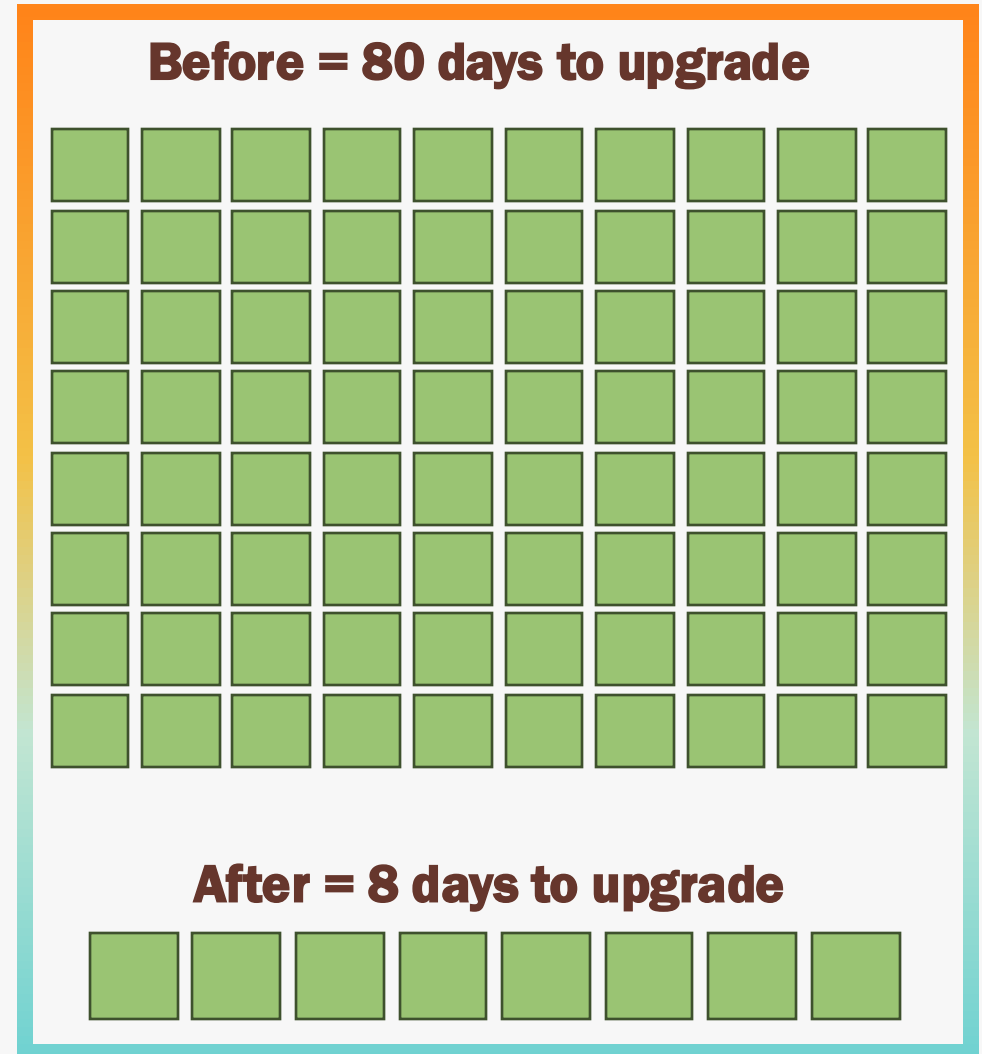 Before = 80 days to upgrade
After = 8 days to upgrade